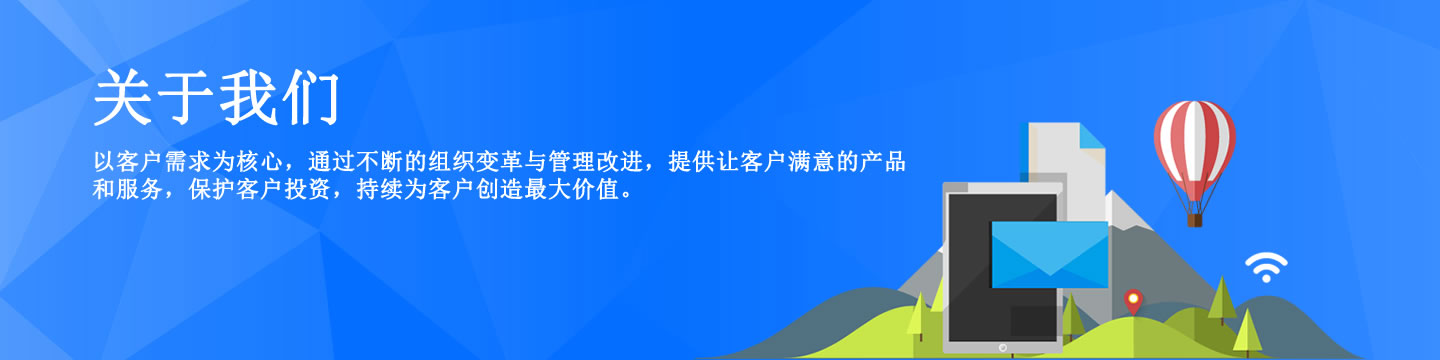 关于我们
以客户需求为核心，通过不断的组织变革与管理改进，提供让客户满意的产品
和服务，保护客户投资，持续为客户创造最大价值。